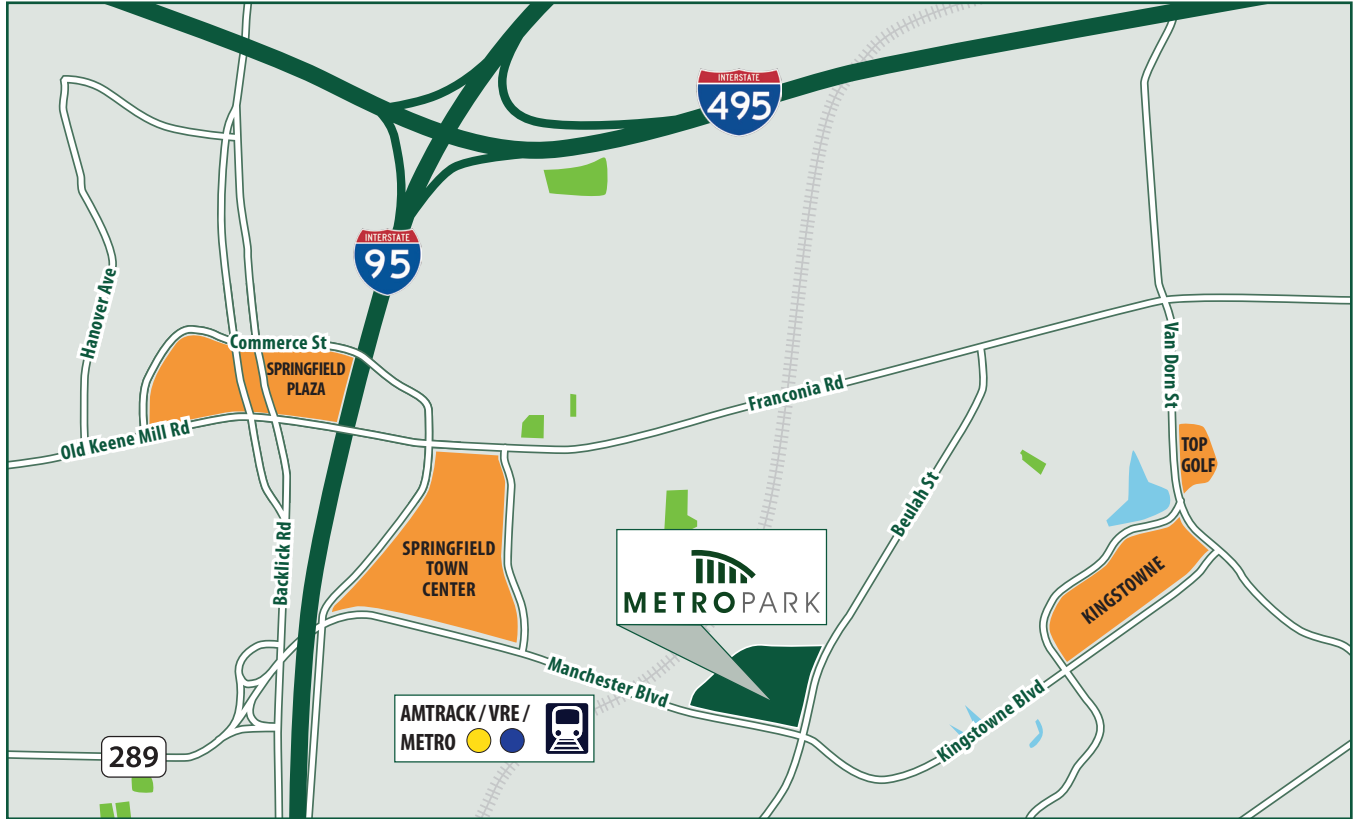 INTERSTATE
495
INTERSTATE
95
Hanover Ave
Commerce St
SPRINGFIELD
PLAZA
Old Keene Mill Rd
Franconia Rd
Van Dorn St
TOP
GOLF
Beulah St
Backlick Rd
SPRINGFIELD
TOWN
CENTER
METROPARK
KINGSTOWNE
Manchester Blvd
Kingstowne Blvd
AMTRACK / VRE /
METRO
289